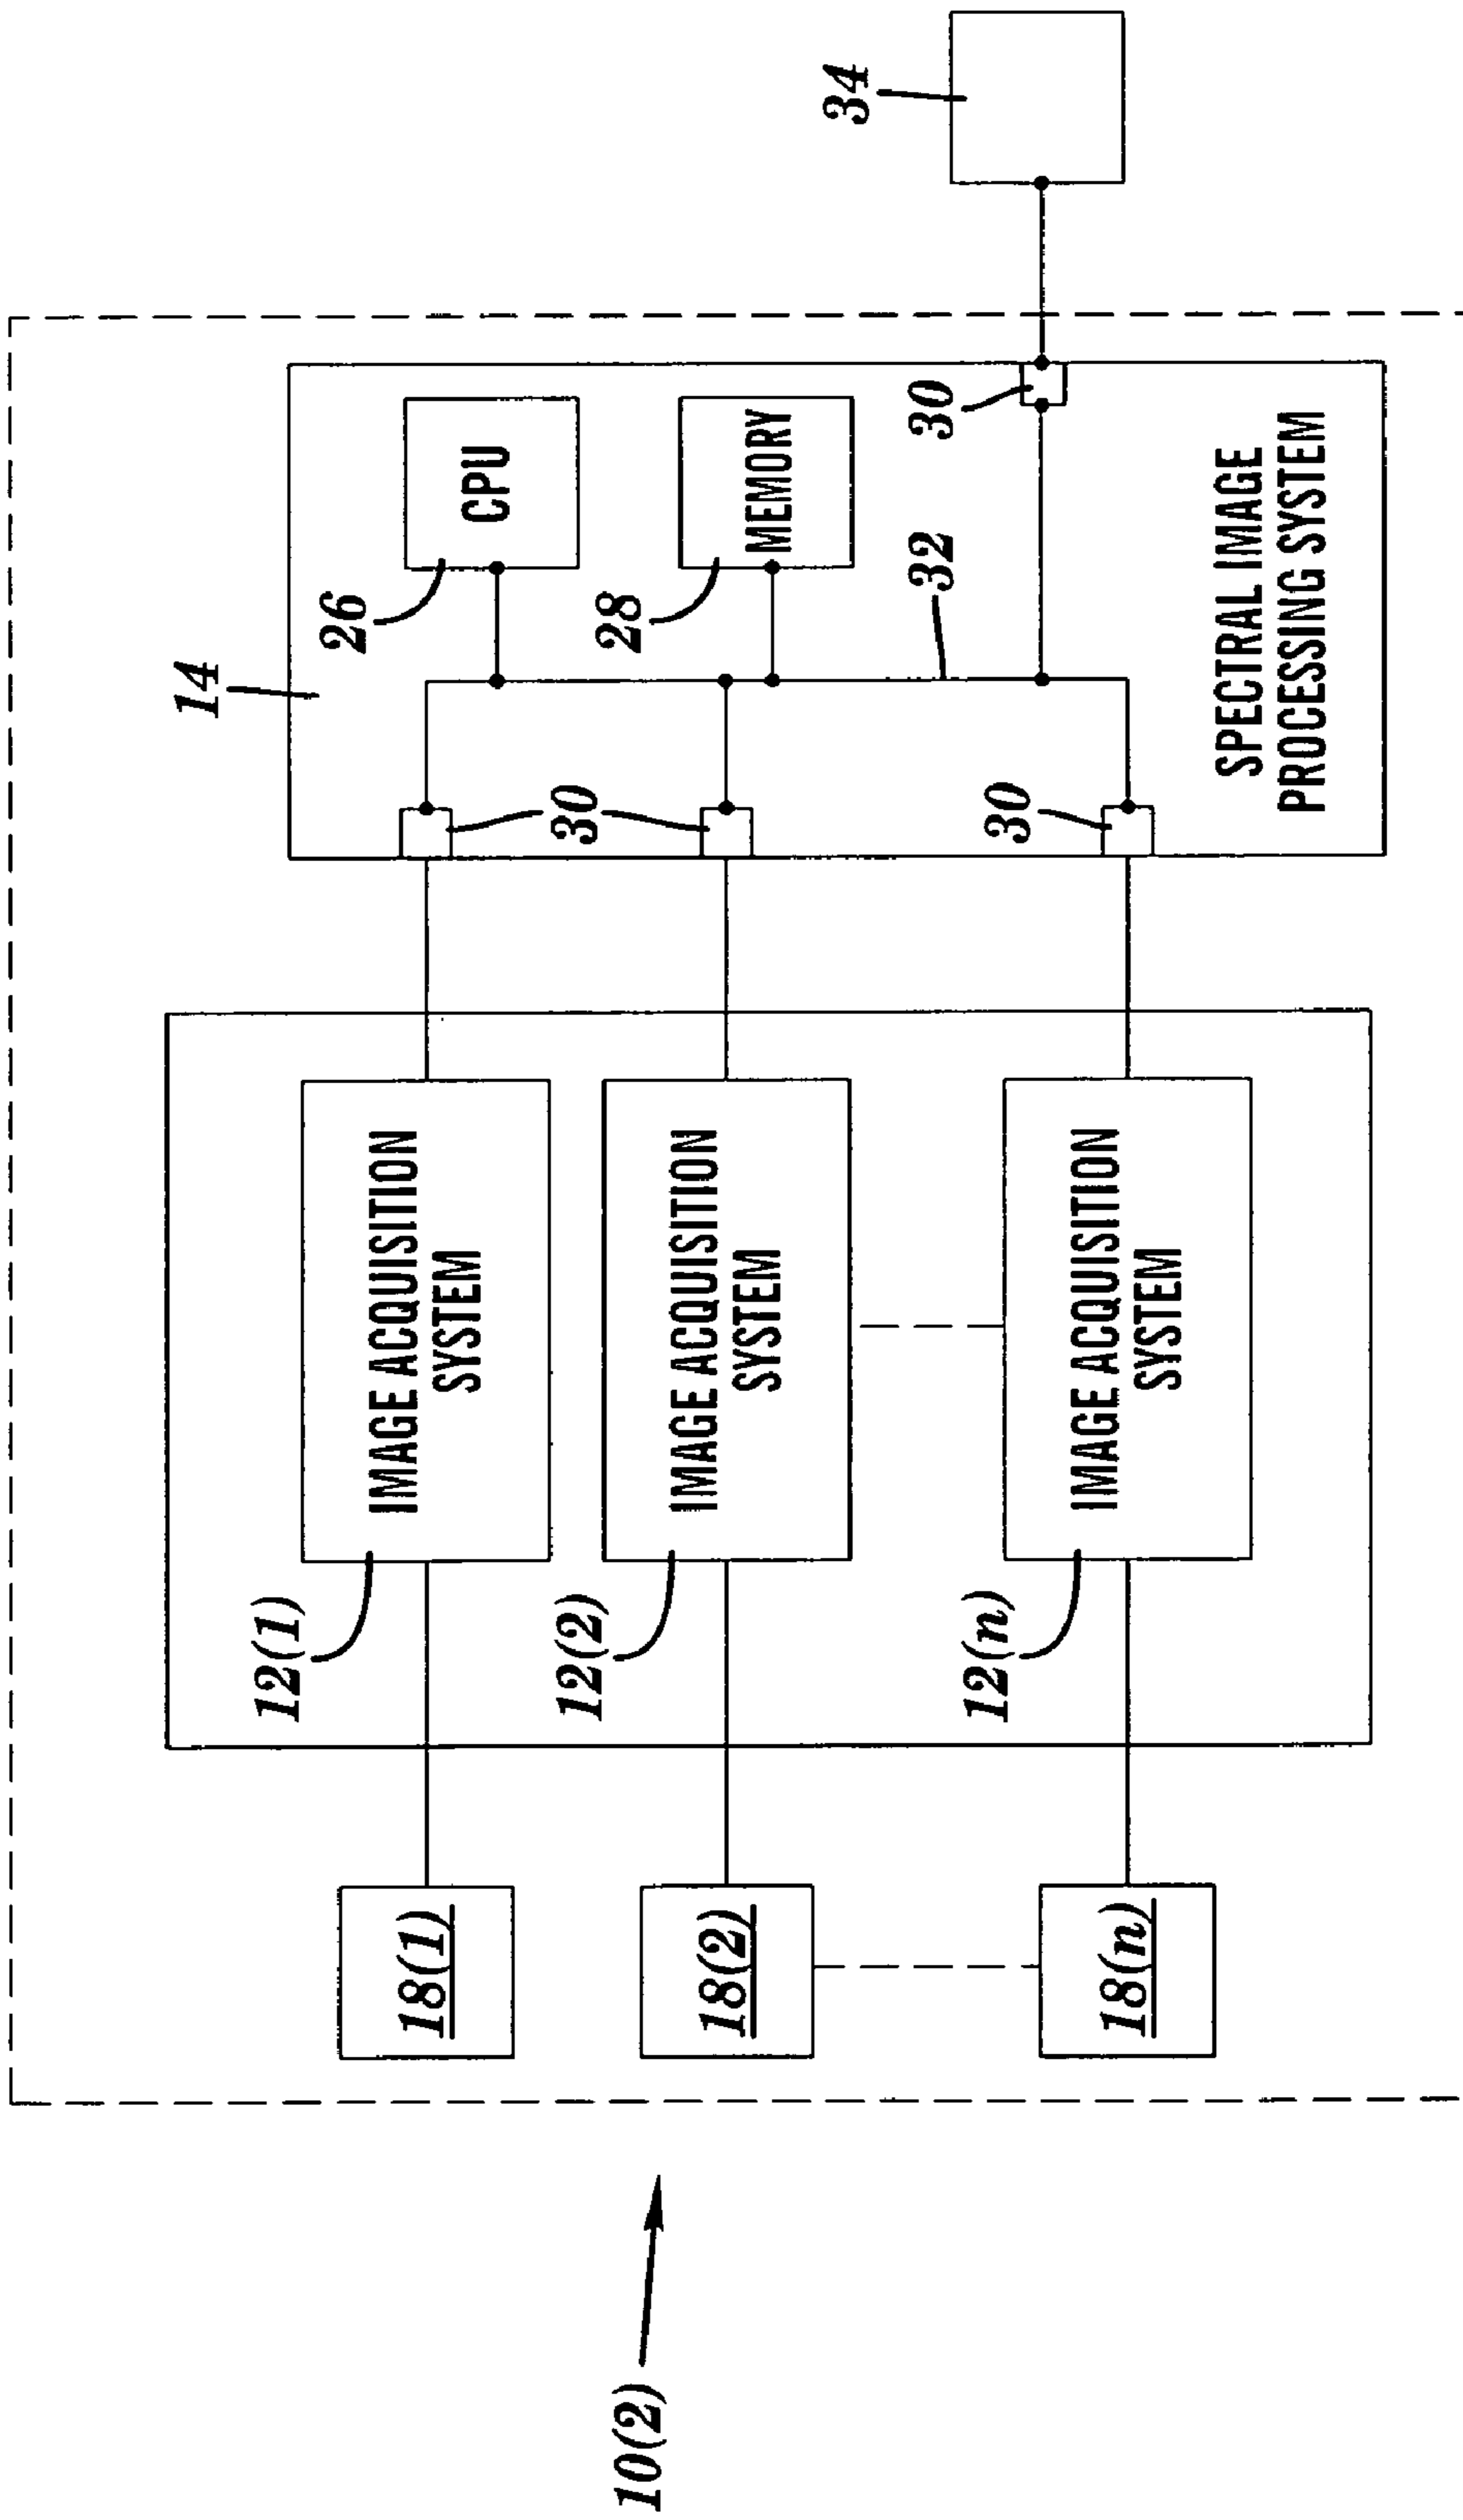 10(2)
18(1)
18(2)
18(n)
12(1)
IMAGE ACQUISITION
SYSTEM
12(2)
IMAGE ACQUISITION
SYSTEM
12(n)
IMAGE ACQUISITION
SYSTEM
14
26
CPU
28
MEMORY
30
30
32
30
SPECTRAL IMAGE
PROCESSING SYSTEM
34